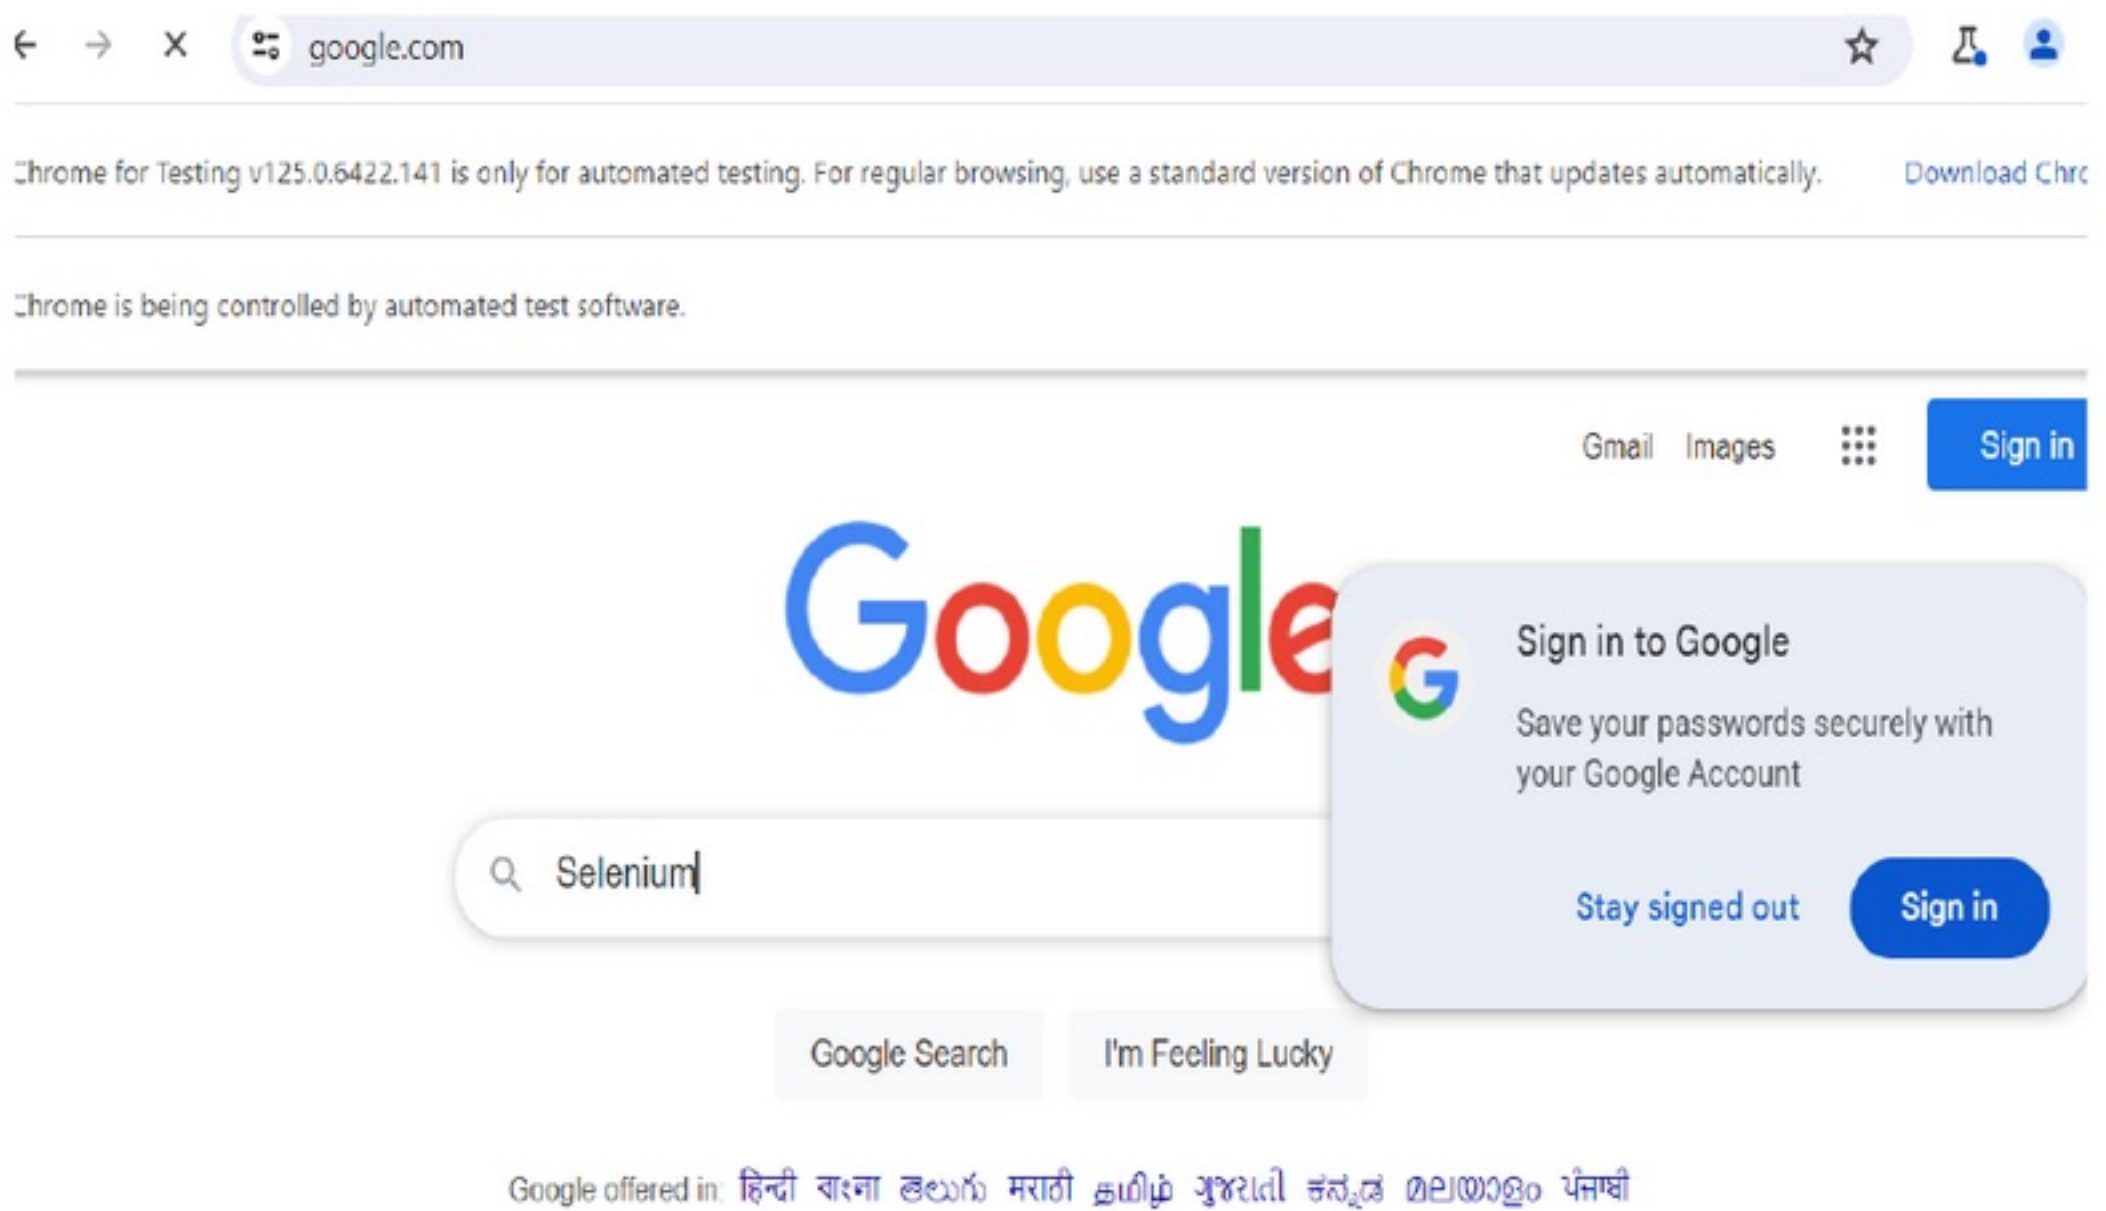 google.com
Chrome for Testing v125.0.6422.141 is only for automated testing. For regular browsing, use a standard version of Chrome that updates automatically. Download
Chrome is being controlled by automated test software.
Gmail Images Sign in
Google
Sign in to Google
Save your passwords securely with
your Google Account
Stay signed out Sign in
Selenium
Google Search I'm Feeling Lucky
Google offered in: हिन्दी বাংলা తెలుగు मराठी தமிழ் ગુજરાતી ಕನ್ನಡ മലയാളം ਪੰਜਾਬੀ